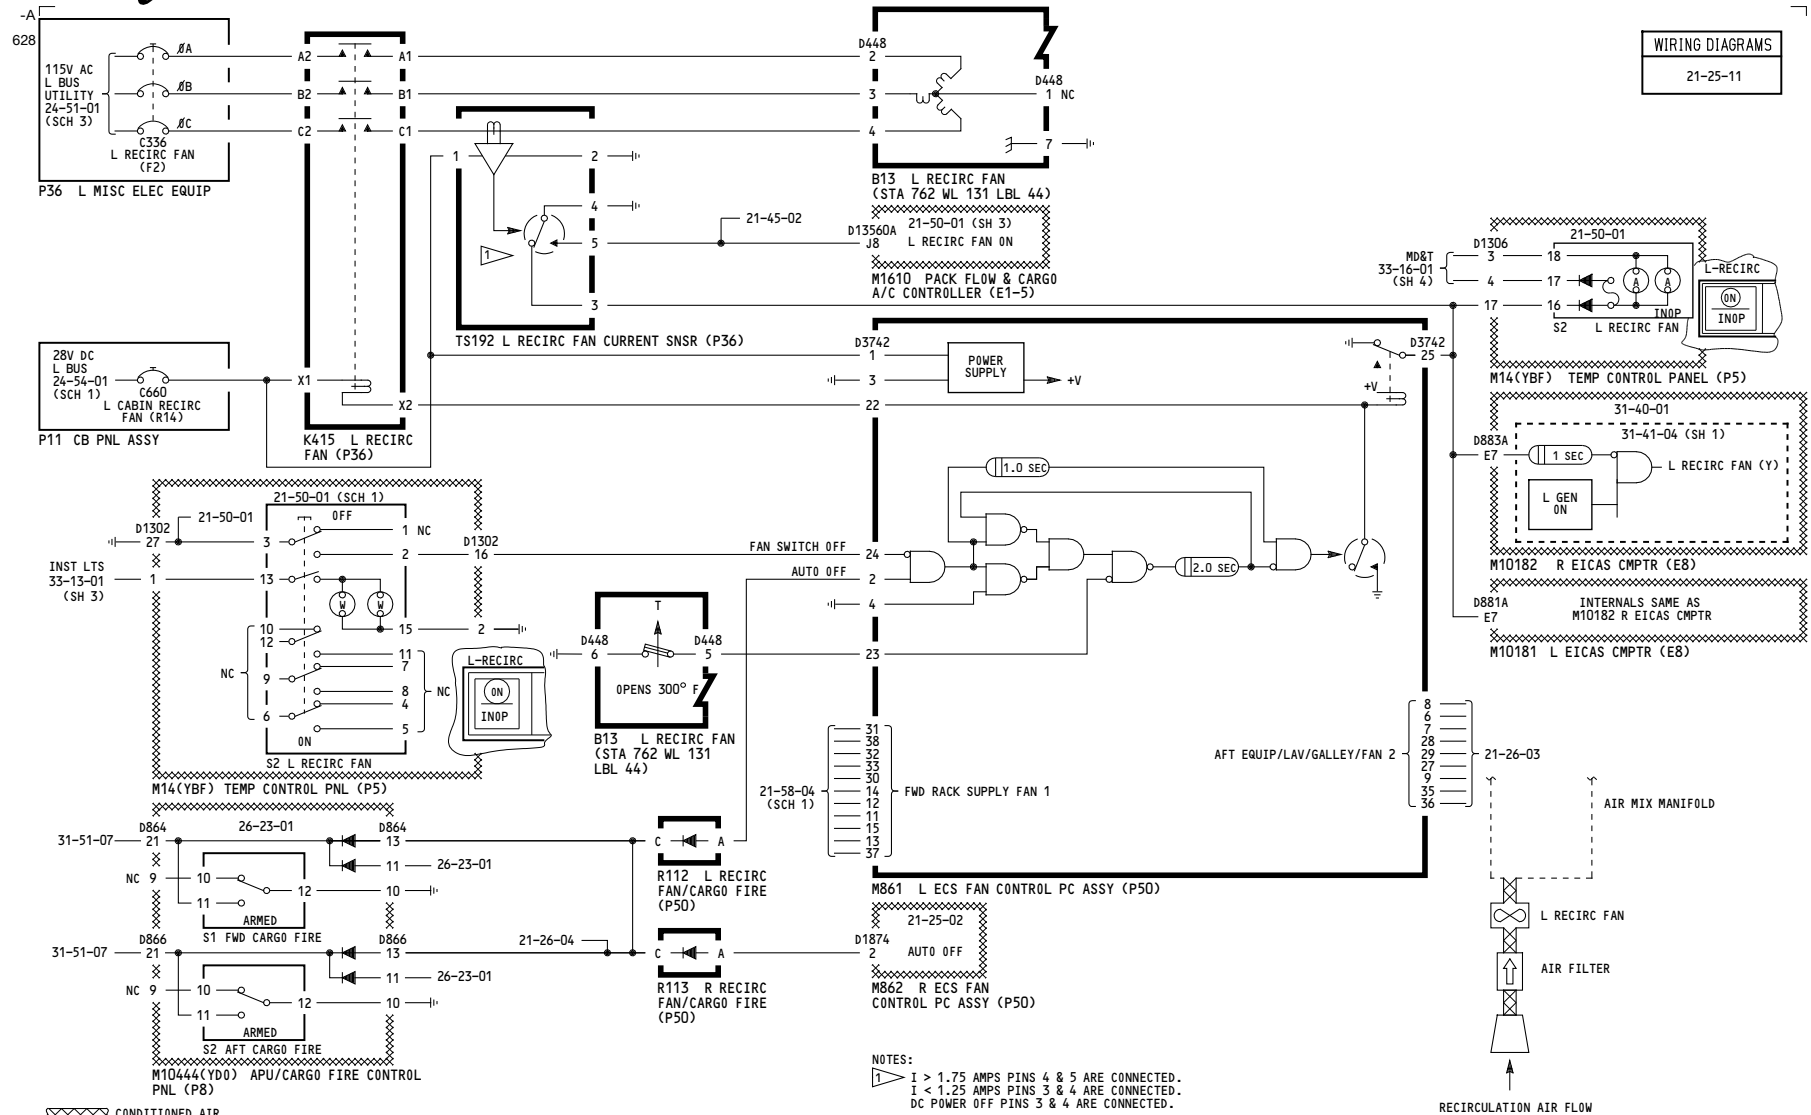 -A
628
115V AC
L BUS
UTILITY
24-51-01
(SCH 3)
ØA
ØB
ØC
C336
L RECIRC FAN
(F2)
P36 L MISC ELEC EQUIP
A2
A1
B2
B1
C2
C1
X1
X2
K415 L RECIRC
FAN (P36)
28V DC
L BUS
24-54-01
(SCH 1)
C660
L CABIN RECIRC
FAN (R14)
P11 CB PNL ASSY
1
2
4
5
3
1
TS192 L RECIRC FAN CURRENT SNSR (P36)
21-45-02
D448
2
3
4
D448
1 NC
7
B13 L RECIRC FAN
(STA 762 WL 131 LBL 44)
D13560A
J8
21-50-01 (SH 3)
L RECIRC FAN ON
M1610 PACK FLOW & CARGO
A/C CONTROLLER (E1-5)
WIRING DIAGRAMS
21-25-11
MD&T
33-16-01
(SH 4)
D1306
3
4
17
21-50-01
18
17
16
A
A
INOP
S2 L RECIRC FAN
L-RECIRC
ON
INOP
M14(YBF) TEMP CONTROL PANEL (P5)
D3742
1
3
22
POWER
SUPPLY
+V
D3742
25
+V
31-40-01
31-41-04 (SH 1)
D883A
E7
1 SEC
L RECIRC FAN (Y)
L GEN
ON
M10182 R EICAS CMPTR (E8)
D881A
E7
INTERNALS SAME AS
M10182 R EICAS CMPTR
M10181 L EICAS CMPTR (E8)
21-50-01 (SCH 1)
21-50-01
D1302
27
INST LTS
33-13-01
(SH 3)
1
3
OFF
1 NC
2
D1302
16
13
W
W
10
12
15
2
11
7
NC
9
8
4
NC
6
5
ON
S2 L RECIRC FAN
L-RECIRC
ON
INOP
M14(YBF) TEMP CONTROL PNL (P5)
FAN SWITCH OFF
24
AUTO OFF
2
4
23
1.0 SEC
2.0 SEC
D448
6
T
D448
5
OPENS 300° F
B13 L RECIRC FAN
(STA 762 WL 131
LBL 44)
21-58-04
(SCH 1)
31
38
32
33
30
14
12
11
15
13
37
FWD RACK SUPPLY FAN 1
AFT EQUIP/LAV/GALLEY/FAN 2
8
6
7
28
29
27
9
35
36
21-26-03
M861 L ECS FAN CONTROL PC ASSY (P50)
31-51-07
D864
21
26-23-01
D864
13
11
26-23-01
NC 9
10
12
10
11
ARMED
S1 FWD CARGO FIRE
31-51-07
D866
21
D866
13
11
26-23-01
NC 9
10
12
10
11
ARMED
S2 AFT CARGO FIRE
M10444(YDO) APU/CARGO FIRE CONTROL
PNL (P8)
21-26-04
C
A
R112 L RECIRC
FAN/CARGO FIRE
(P50)
C
A
R113 R RECIRC
FAN/CARGO FIRE
(P50)
21-25-02
D1874
2
AUTO OFF
M862 R ECS FAN
CONTROL PC ASSY (P50)
AIR MIX MANIFOLD
L RECIRC FAN
AIR FILTER
RECIRCULATION AIR FLOW
NOTES:
1 I > 1.75 AMPS PINS 4 & 5 ARE CONNECTED.
I < 1.25 AMPS PINS 3 & 4 ARE CONNECTED.
DC POWER OFF PINS 3 & 4 ARE CONNECTED.
CONDITIONED AIR